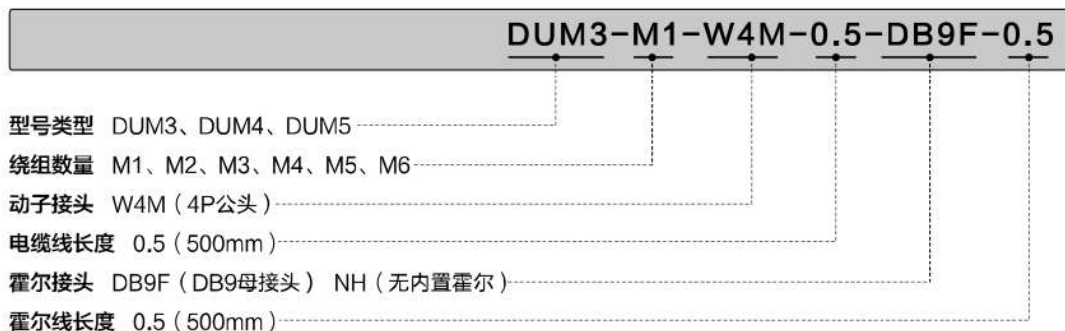 DUM3-M1-W4M-0.5-DB9F-0.5
型号类型 DUM3、DUM4、DUM5
绕组数量 M1、M2、M3、M4、M5、M6
动子接头 W4M（4P公头）
电缆线长度 0.5（500mm）
霍尔接头 DB9F（DB9母接头） NH（无内置霍尔）
霍尔线长度 0.5（500mm）